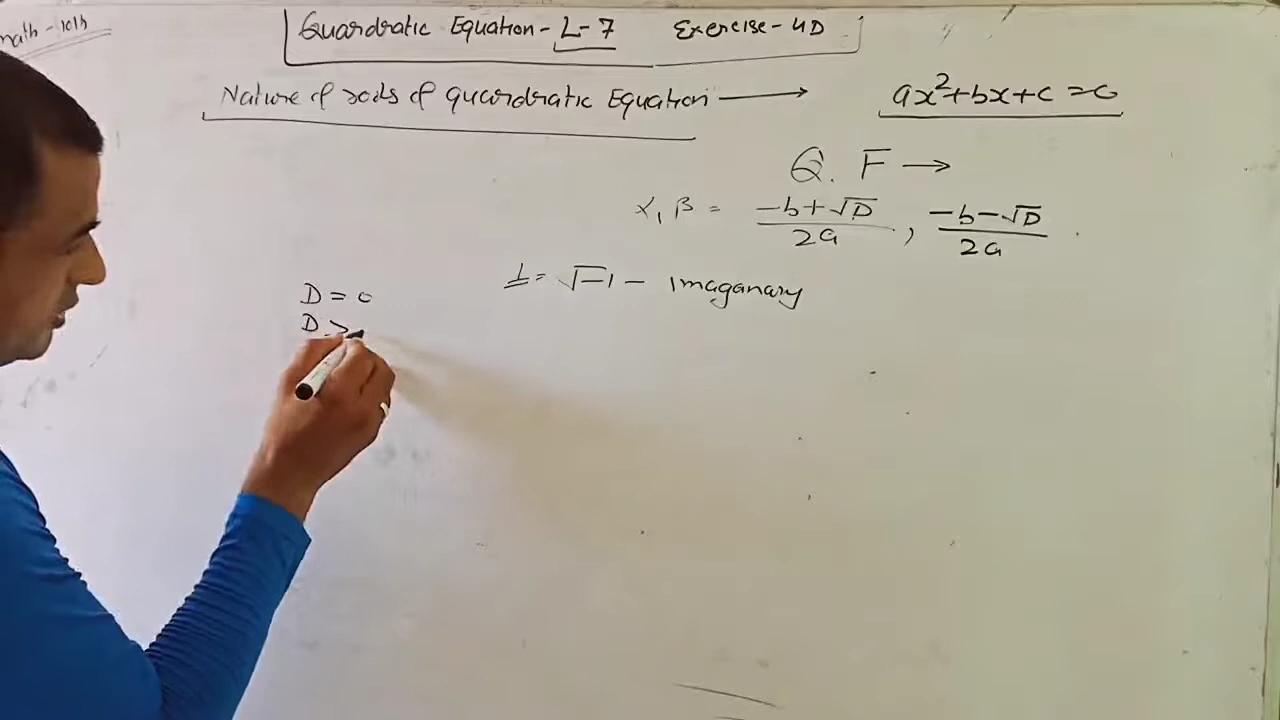 math - 10th
Quardratic Equation - L-7 Exercise - 4D
Nature of roots of quardratic Equation → ax²+bx+c = 0
Q. F →
α, β = (-b+√D)/2a , (-b-√D)/2a
i = √-1 - Imaganary
D = 0
D >